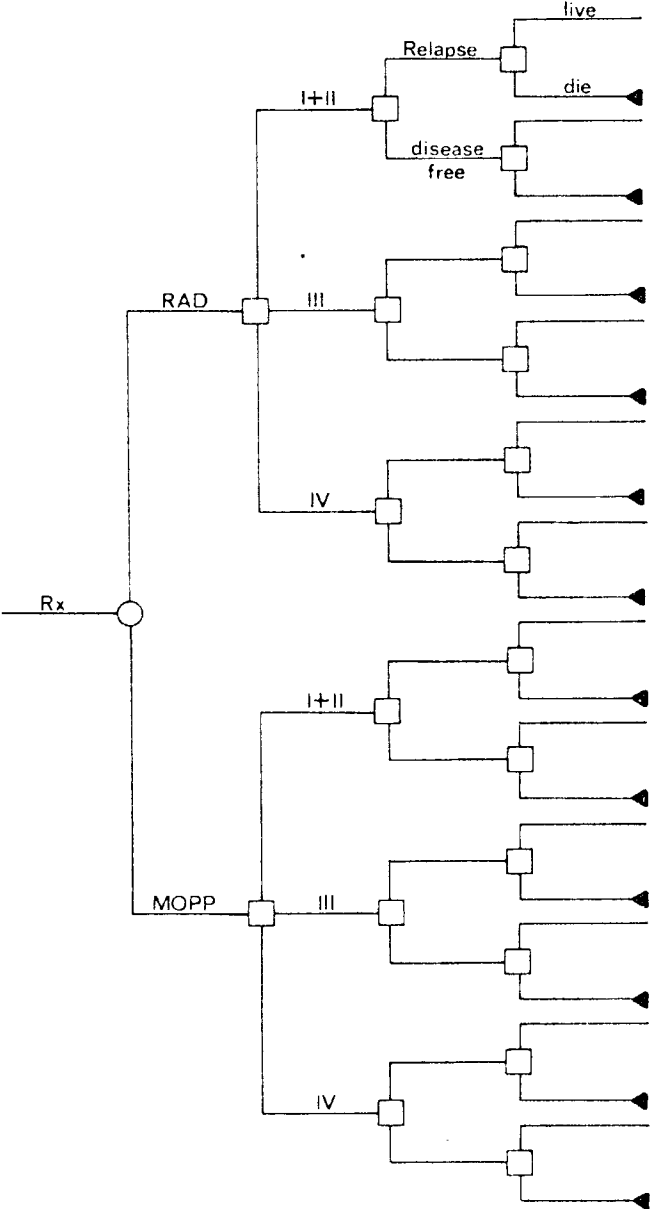 live
Relapse
die
I+II
disease
free
RAD
III
IV
Rx
I+II
MOPP
III
IV